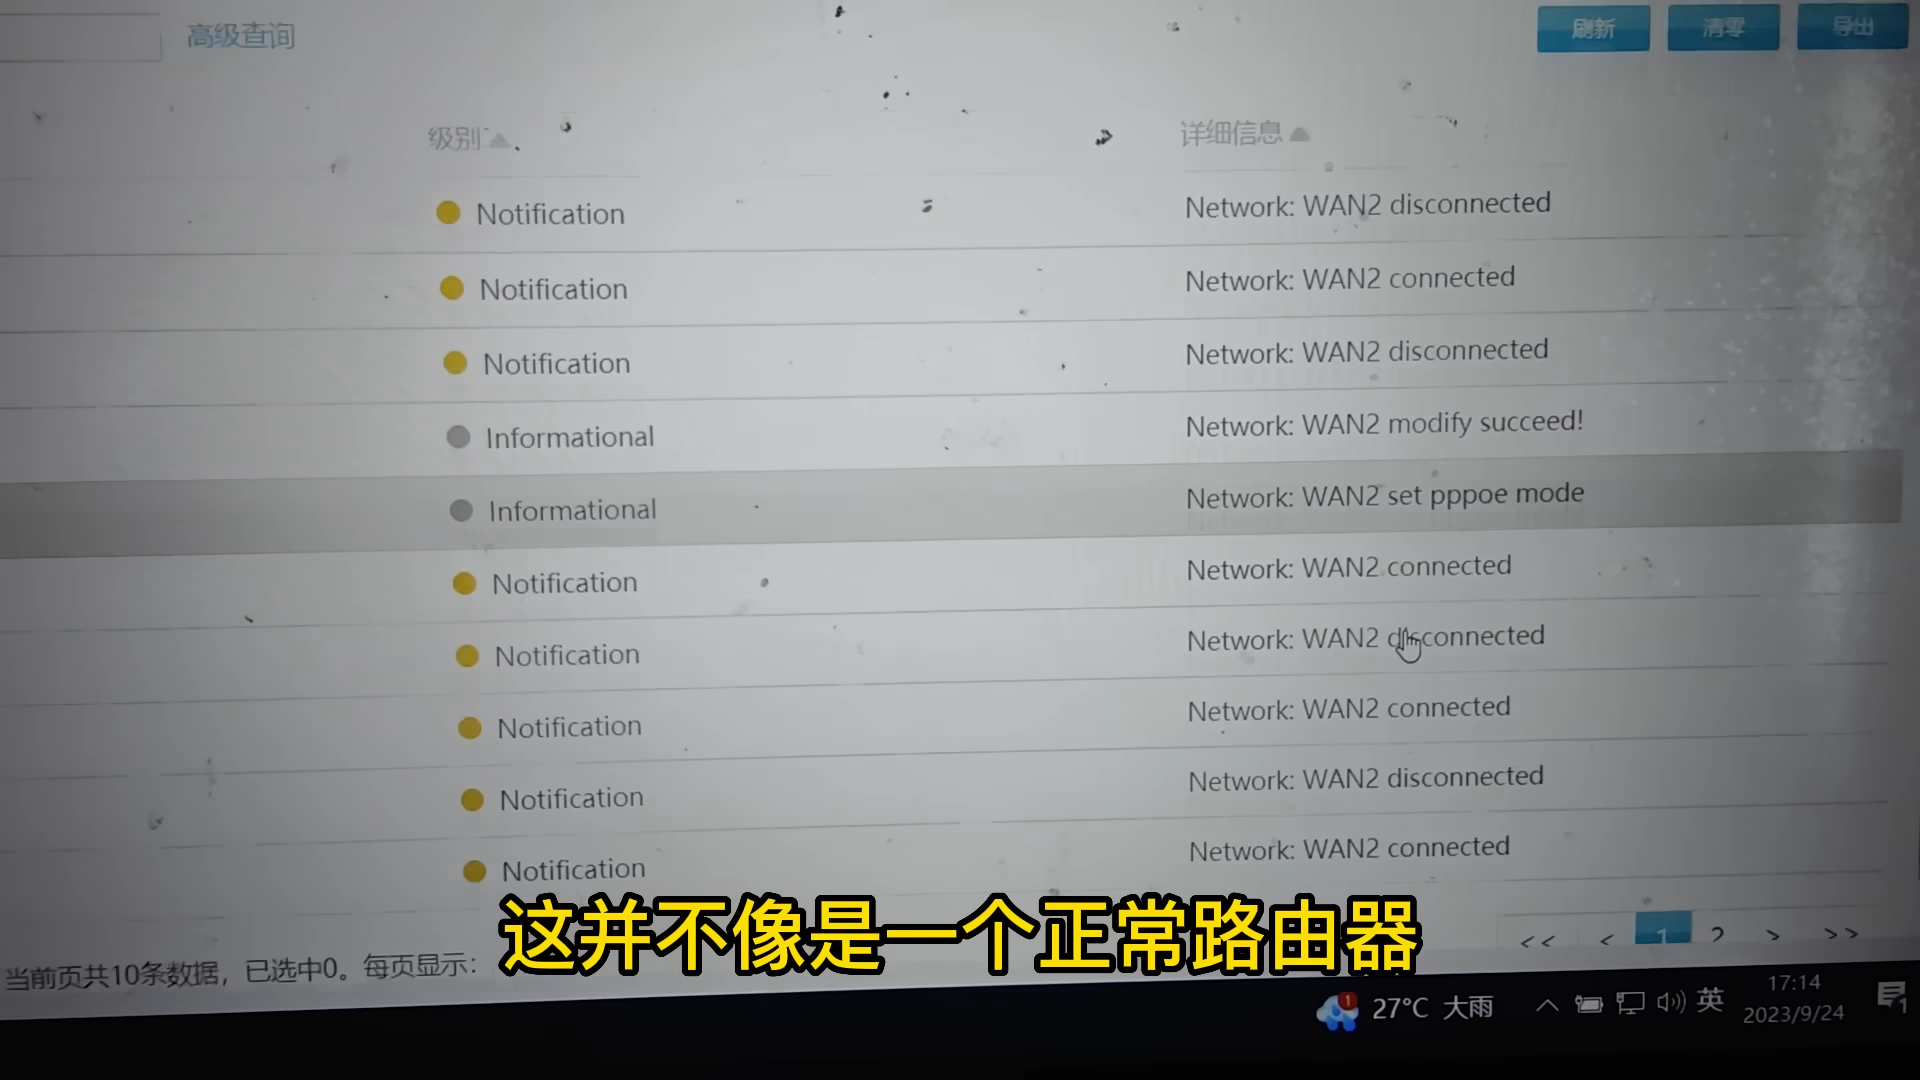 高级查询
刷新 清零 导出
级别 详细信息
Notification Network: WAN2 disconnected
Notification Network: WAN2 connected
Notification Network: WAN2 disconnected
Informational Network: WAN2 modify succeed!
Informational Network: WAN2 set pppoe mode
Notification Network: WAN2 connected
Notification Network: WAN2 disconnected
Notification Network: WAN2 connected
Notification Network: WAN2 disconnected
Notification Network: WAN2 connected
<< < 1 2 > >>
当前页共10条数据，已选中0。每页显示：
这并不像是一个正常路由器
1 27°C 大雨 英 17:14
2023/9/24
1